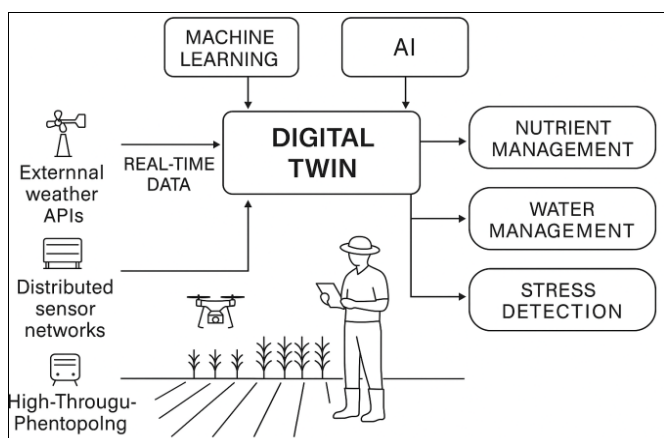 MACHINE
LEARNING
AI
DIGITAL
TWIN
Externnal
weather
APIs
REAL-TIME
DATA
Distributed
sensor
networks
High-Througu-
Phentopolng
NUTRIENT
MANAGEMENT
WATER
MANAGEMENT
STRESS
DETECTION